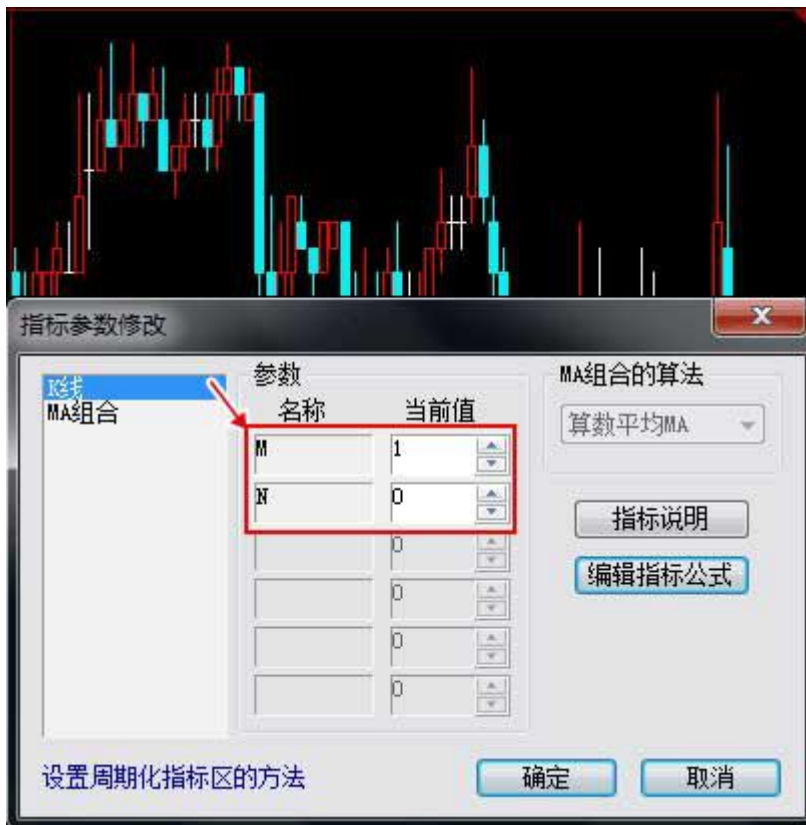 指标参数修改
K线
MA组合
参数
名称 当前值
M 1
N 0
0
0
0
0
MA组合的算法
算数平均MA
指标说明
编辑指标公式
设置周期化指标区的方法
确定 取消